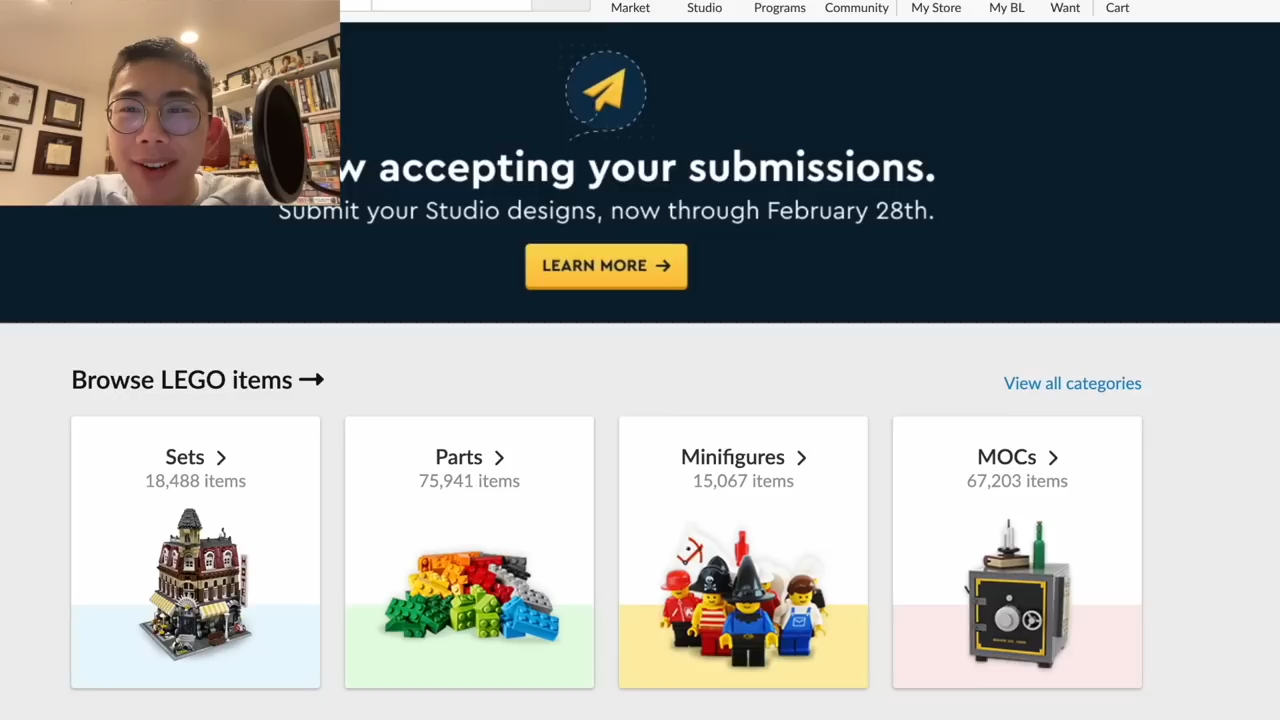 Market Studio Programs Community My Store My BL Want Cart
w accepting your submissions.
Submit your Studio designs, now through February 28th.
LEARN MORE →
Browse LEGO items →
View all categories
Sets >
18,488 items
Parts >
75,941 items
Minifigures >
15,067 items
MOCs >
67,203 items